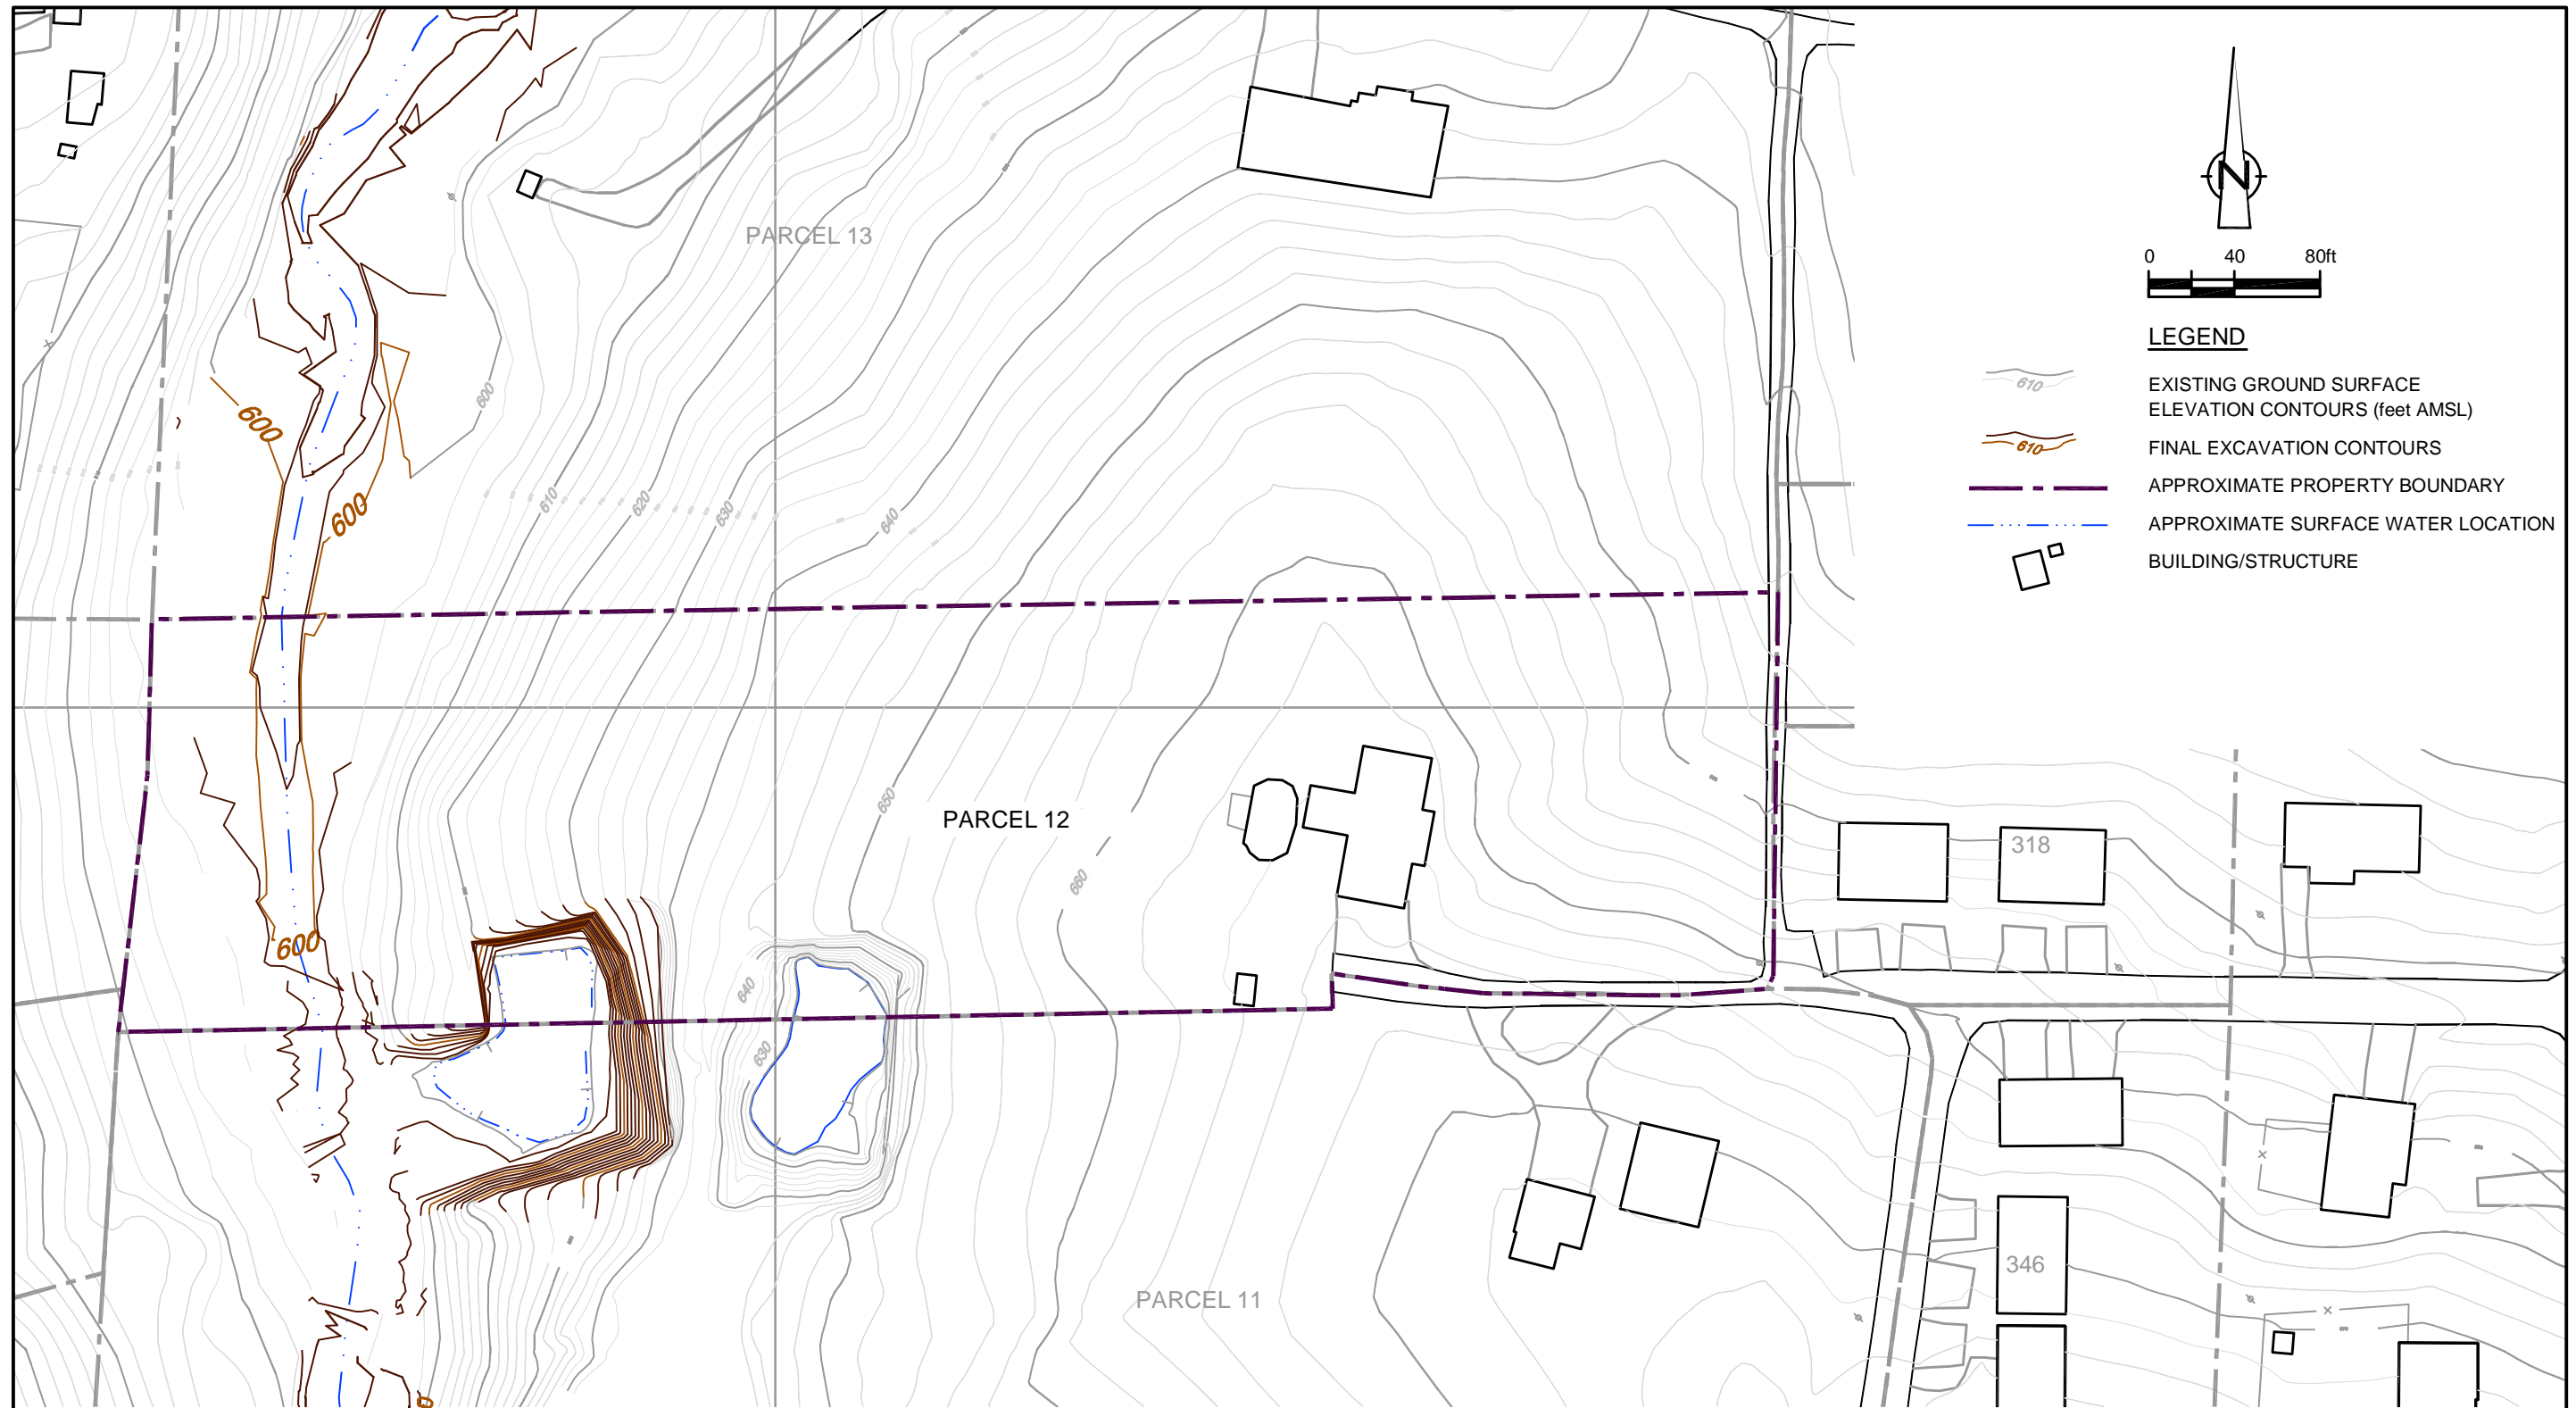 PARCEL 13
N
0 40 80ft
LEGEND
610
EXISTING GROUND SURFACE
ELEVATION CONTOURS (feet AMSL)
610
FINAL EXCAVATION CONTOURS
APPROXIMATE PROPERTY BOUNDARY
APPROXIMATE SURFACE WATER LOCATION
BUILDING/STRUCTURE
600
600
600
610
620
630
640
650
PARCEL 12
660
318
600
640
630
PARCEL 11
346